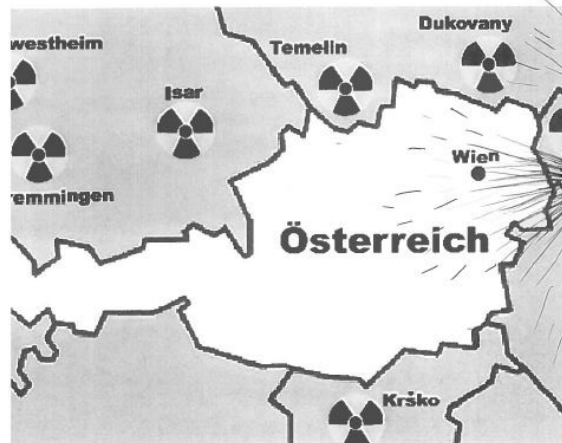 Dukovany
westheim
Temelin
Isar
Wien
remmingen
Österreich
Krško